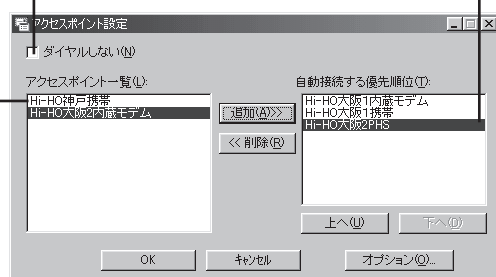 アクセスポイント設定
ダイヤルしない(N)
アクセスポイント一覧(L):
Hi-HO神戸携帯
Hi-HO大阪2内蔵モデム
追加(A)>>
<< 削除(R)
自動接続する優先順位(T):
Hi-HO大阪1内蔵モデム
Hi-HO大阪1携帯
Hi-HO大阪2PHS
上へ(U)
下へ(D)
OK
キャンセル
オプション(O)...